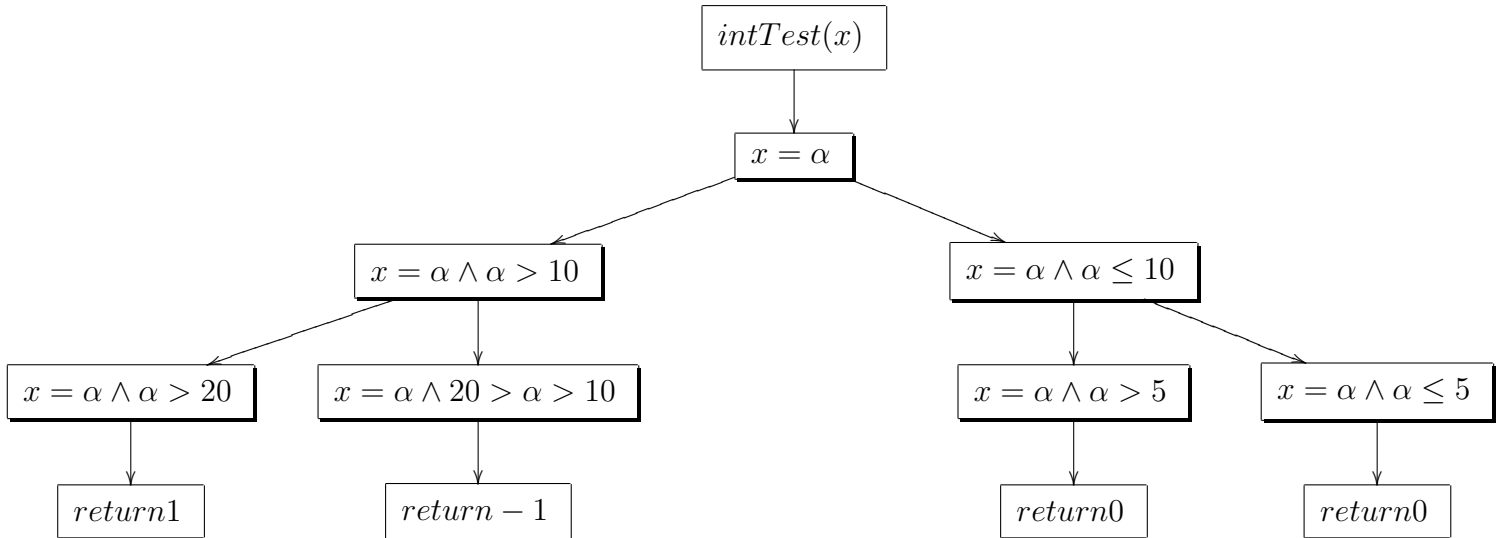 intTest(x)
x = α
x = α ∧ α > 10
x = α ∧ α ≤ 10
x = α ∧ α > 20
x = α ∧ 20 > α > 10
x = α ∧ α > 5
x = α ∧ α ≤ 5
return1
return − 1
return0
return0